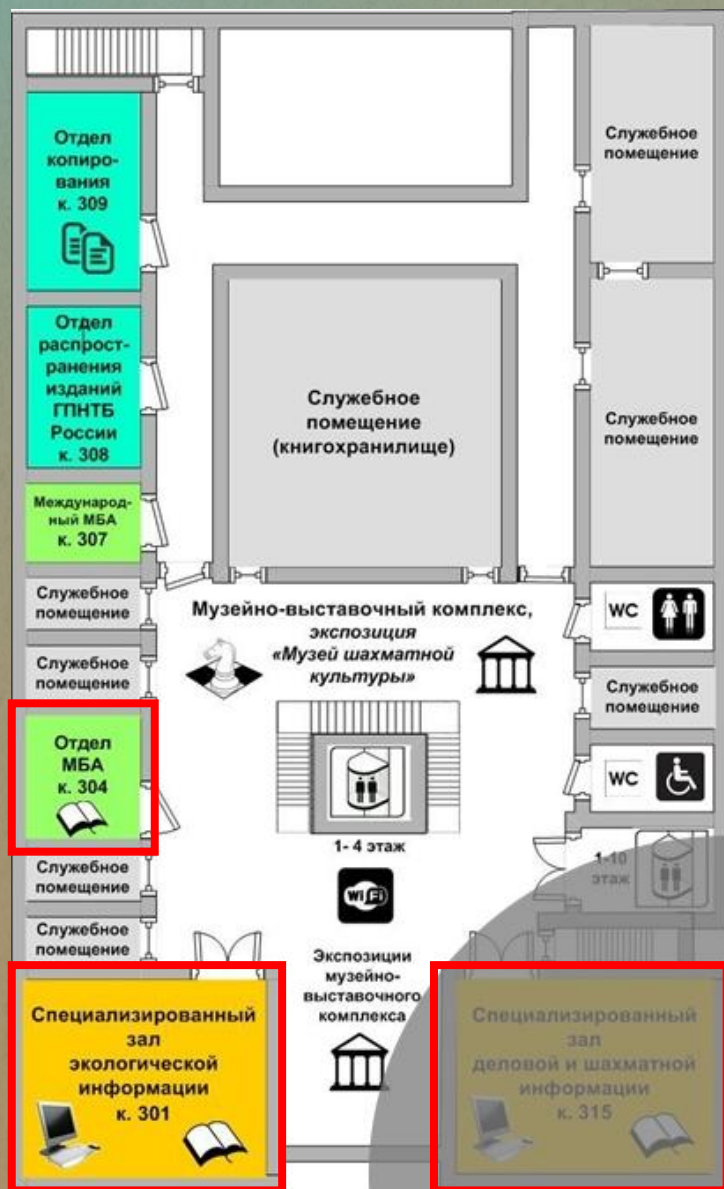 Отдел
копиро-
вания
к. 309
Служебное
помещение
Отдел
распрост-
ранения
изданий
ГПНТБ
России
к. 308
Служебное
помещение
(книгохранилище)
Служебное
помещение
Международ-
ный МБА
к. 307
Служебное
помещение
Музейно-выставочный комплекс,
экспозиция
«Музей шахматной
культуры»
WC
Служебное
помещение
Служебное
помещение
Отдел
МБА
к. 304
WC
1- 4 этаж
1-10
этаж
Служебное
помещение
WiFi
Служебное
помещение
Экспозиции
музейно-
выставочного
комплекса
Специализированный
зал
экологической
информации
к. 301
Специализированный
зал
деловой и шахматной
информации
к. 315